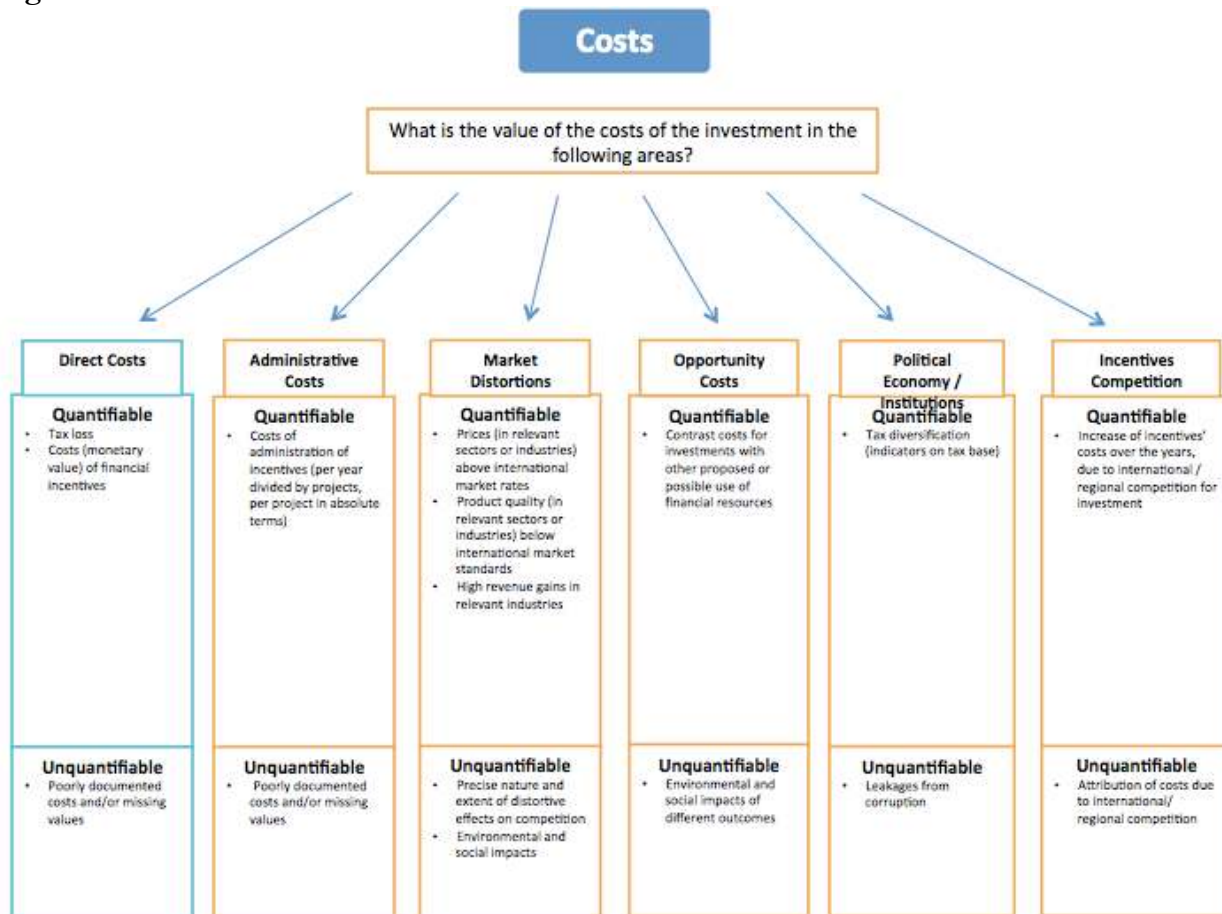 Costs
What is the value of the costs of the investment in the
following areas?
Direct Costs
Quantifiable
• Tax loss
• Costs (monetary
value) of financial
incentives
Unquantifiable
• Poorly documented
costs and/or missing
values
Administrative
Costs
Quantifiable
• Costs of
administration of
incentives (per year
divided by projects,
per project in absolute
terms)
Unquantifiable
• Poorly documented
costs and/or missing
values
Market
Distortions
Quantifiable
• Prices (in relevant
sectors or industries)
above international
market rates
• Product quality (in
relevant sectors or
industries) below
international market
standards
• High revenue gains in
relevant industries
Unquantifiable
• Precise nature and
extent of distortive
effects on competition
• Environmental and
social impacts
Opportunity
Costs
Quantifiable
• Contrast costs for
investments with
other proposed or
possible use of
financial resources
Unquantifiable
• Environmental and
social impacts of
different outcomes
Political
Economy /
Institutions
Quantifiable
• Tax diversification
(indicators on tax base)
Unquantifiable
• Leakages from
corruption
Incentives
Competition
Quantifiable
• Increase of incentives'
costs over the years,
due to international /
regional competition for
investment
Unquantifiable
• Attribution of costs due
to international/
regional competition